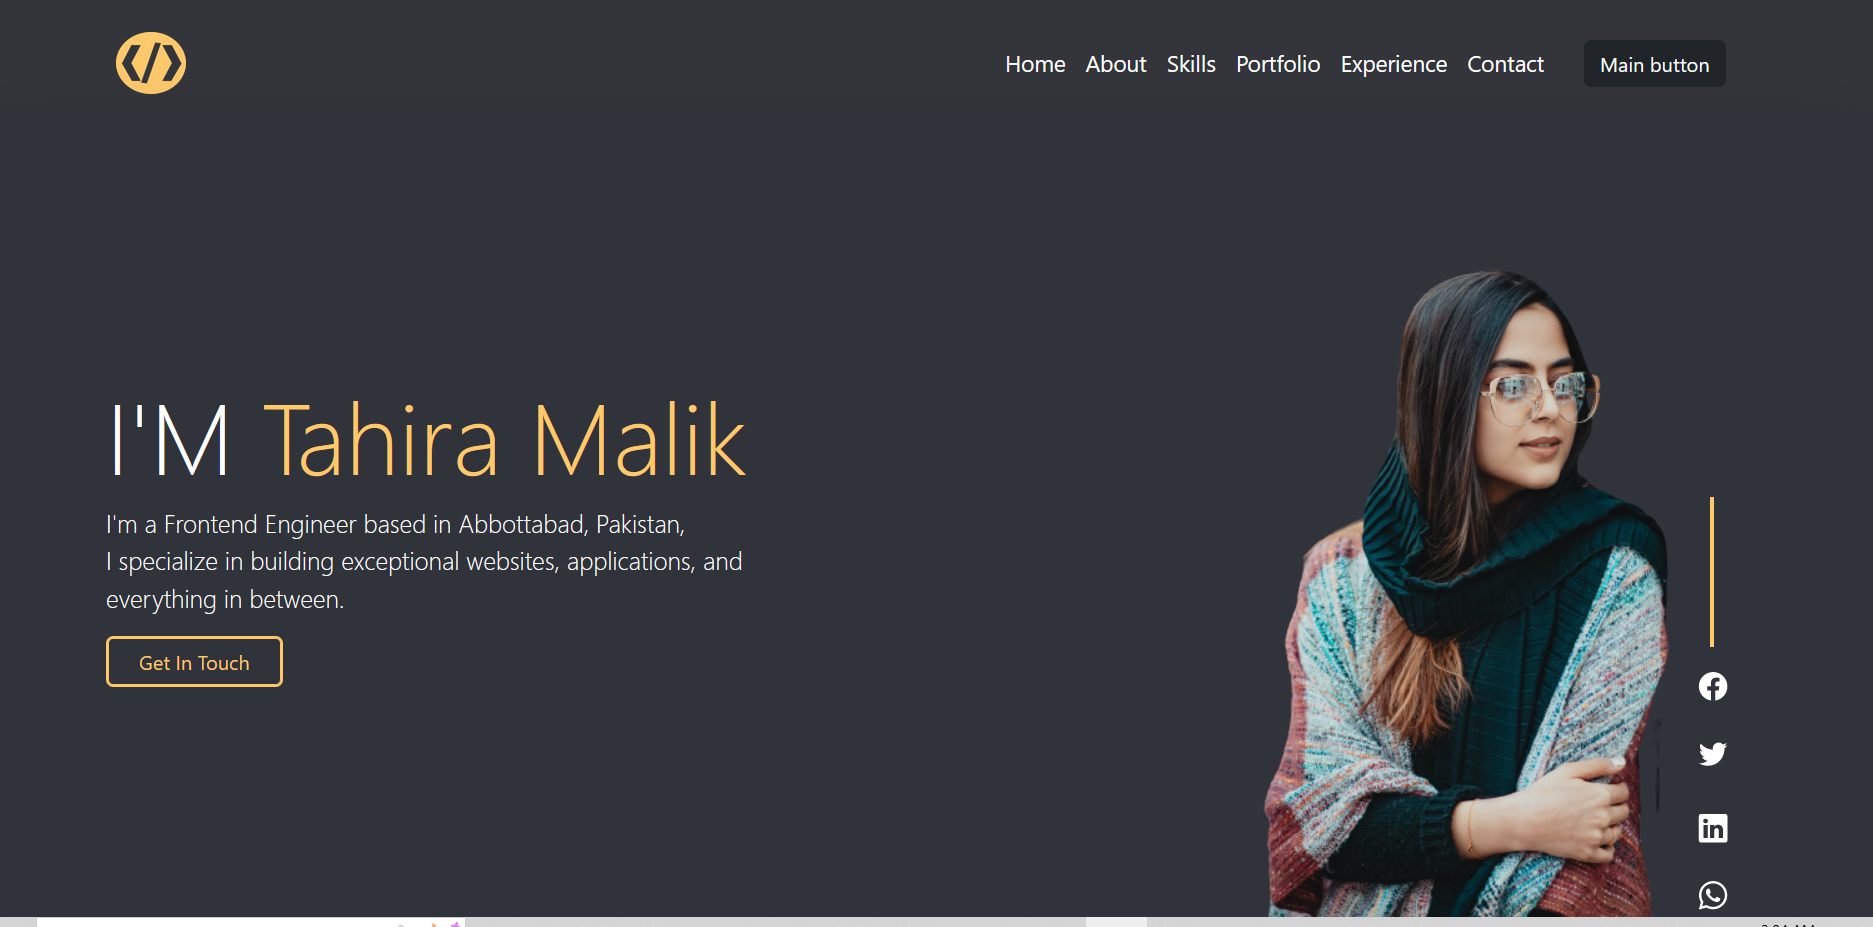 Home About Skills Portfolio Experience Contact Main button
I'M Tahira Malik
I'm a Frontend Engineer based in Abbottabad, Pakistan,
I specialize in building exceptional websites, applications, and
everything in between.
Get In Touch